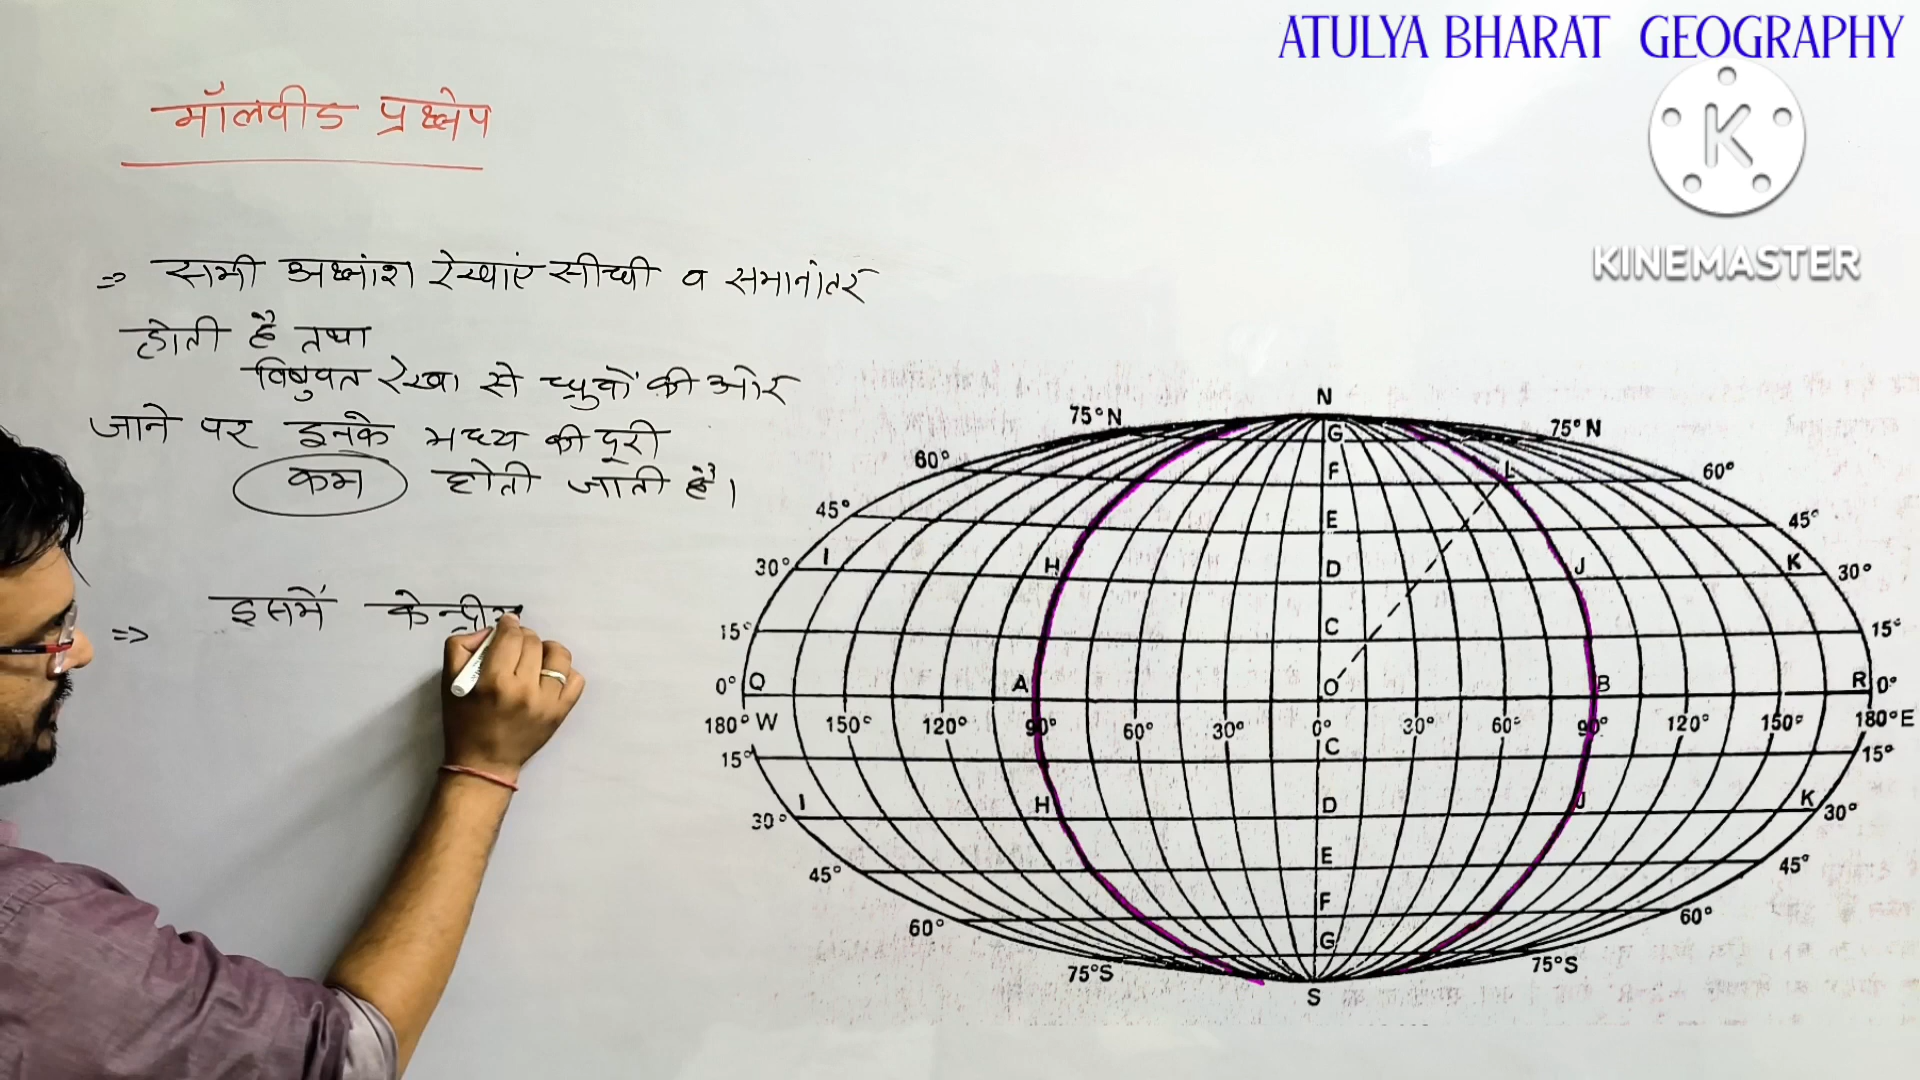 ATULYA BHARAT GEOGRAPHY
KINEMASTER
मॉलवीड प्रक्षेप
⇒ सभी अक्षांश रेखाएं सीधी व समानांतर
होती है तथा
विषुवत रेखा से ध्रुवों की ओर
जाने पर इनके मध्य की दूरी
कम होती जाती है।
⇒ इसमें केन्द्रीय
N
75°N G 75°N
60° F L 60°
45° E 45°
30° I H D J K 30°
15° C 15°
0° Q A O B R 0°
180° W 150° 120° 90° 60° 30° 0° 30° 60° 90° 120° 150° 180°E
15° C 15°
30° I H D J K 30°
45° E 45°
60° F 60°
75°S G 75°S
S